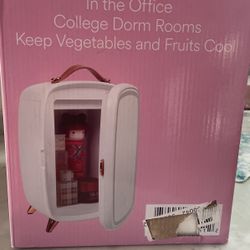 In the Office
College Dorm Rooms
Keep Vegetables and Fruits Cool